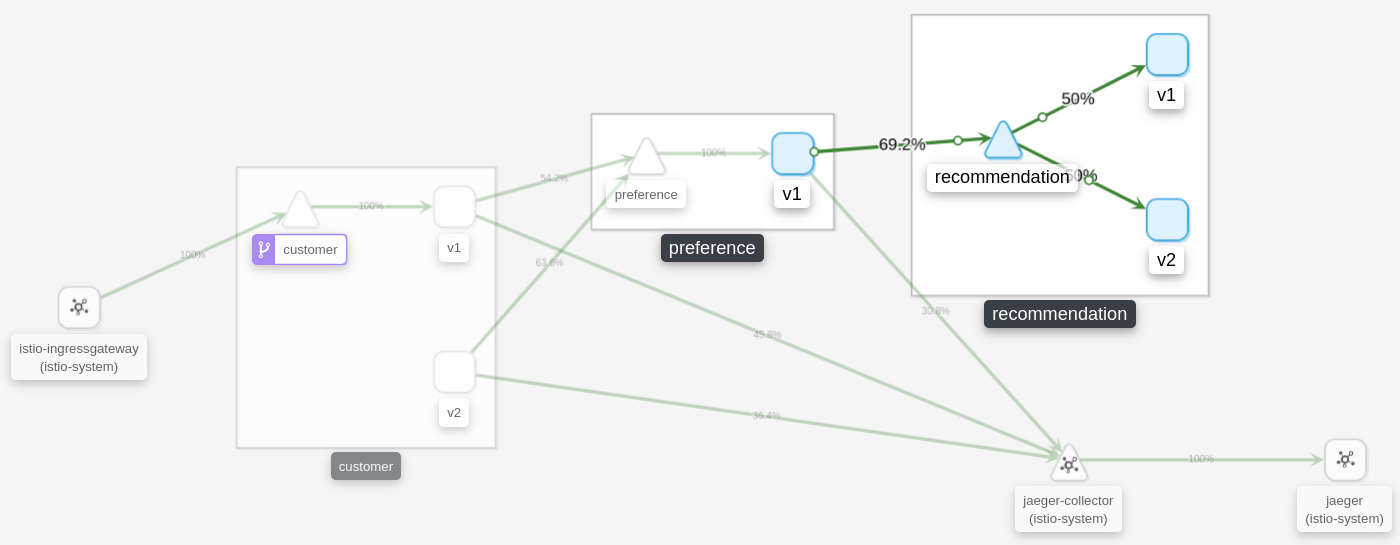 50%
v1
69.2%
recommendation
50%
v2
recommendation
54.2%
preference
100%
v1
preference
100%
customer
100%
v1
63.6%
v2
customer
istio-ingressgateway
(istio-system)
45.8%
36.4%
30.8%
jaeger-collector
(istio-system)
100%
jaeger
(istio-system)